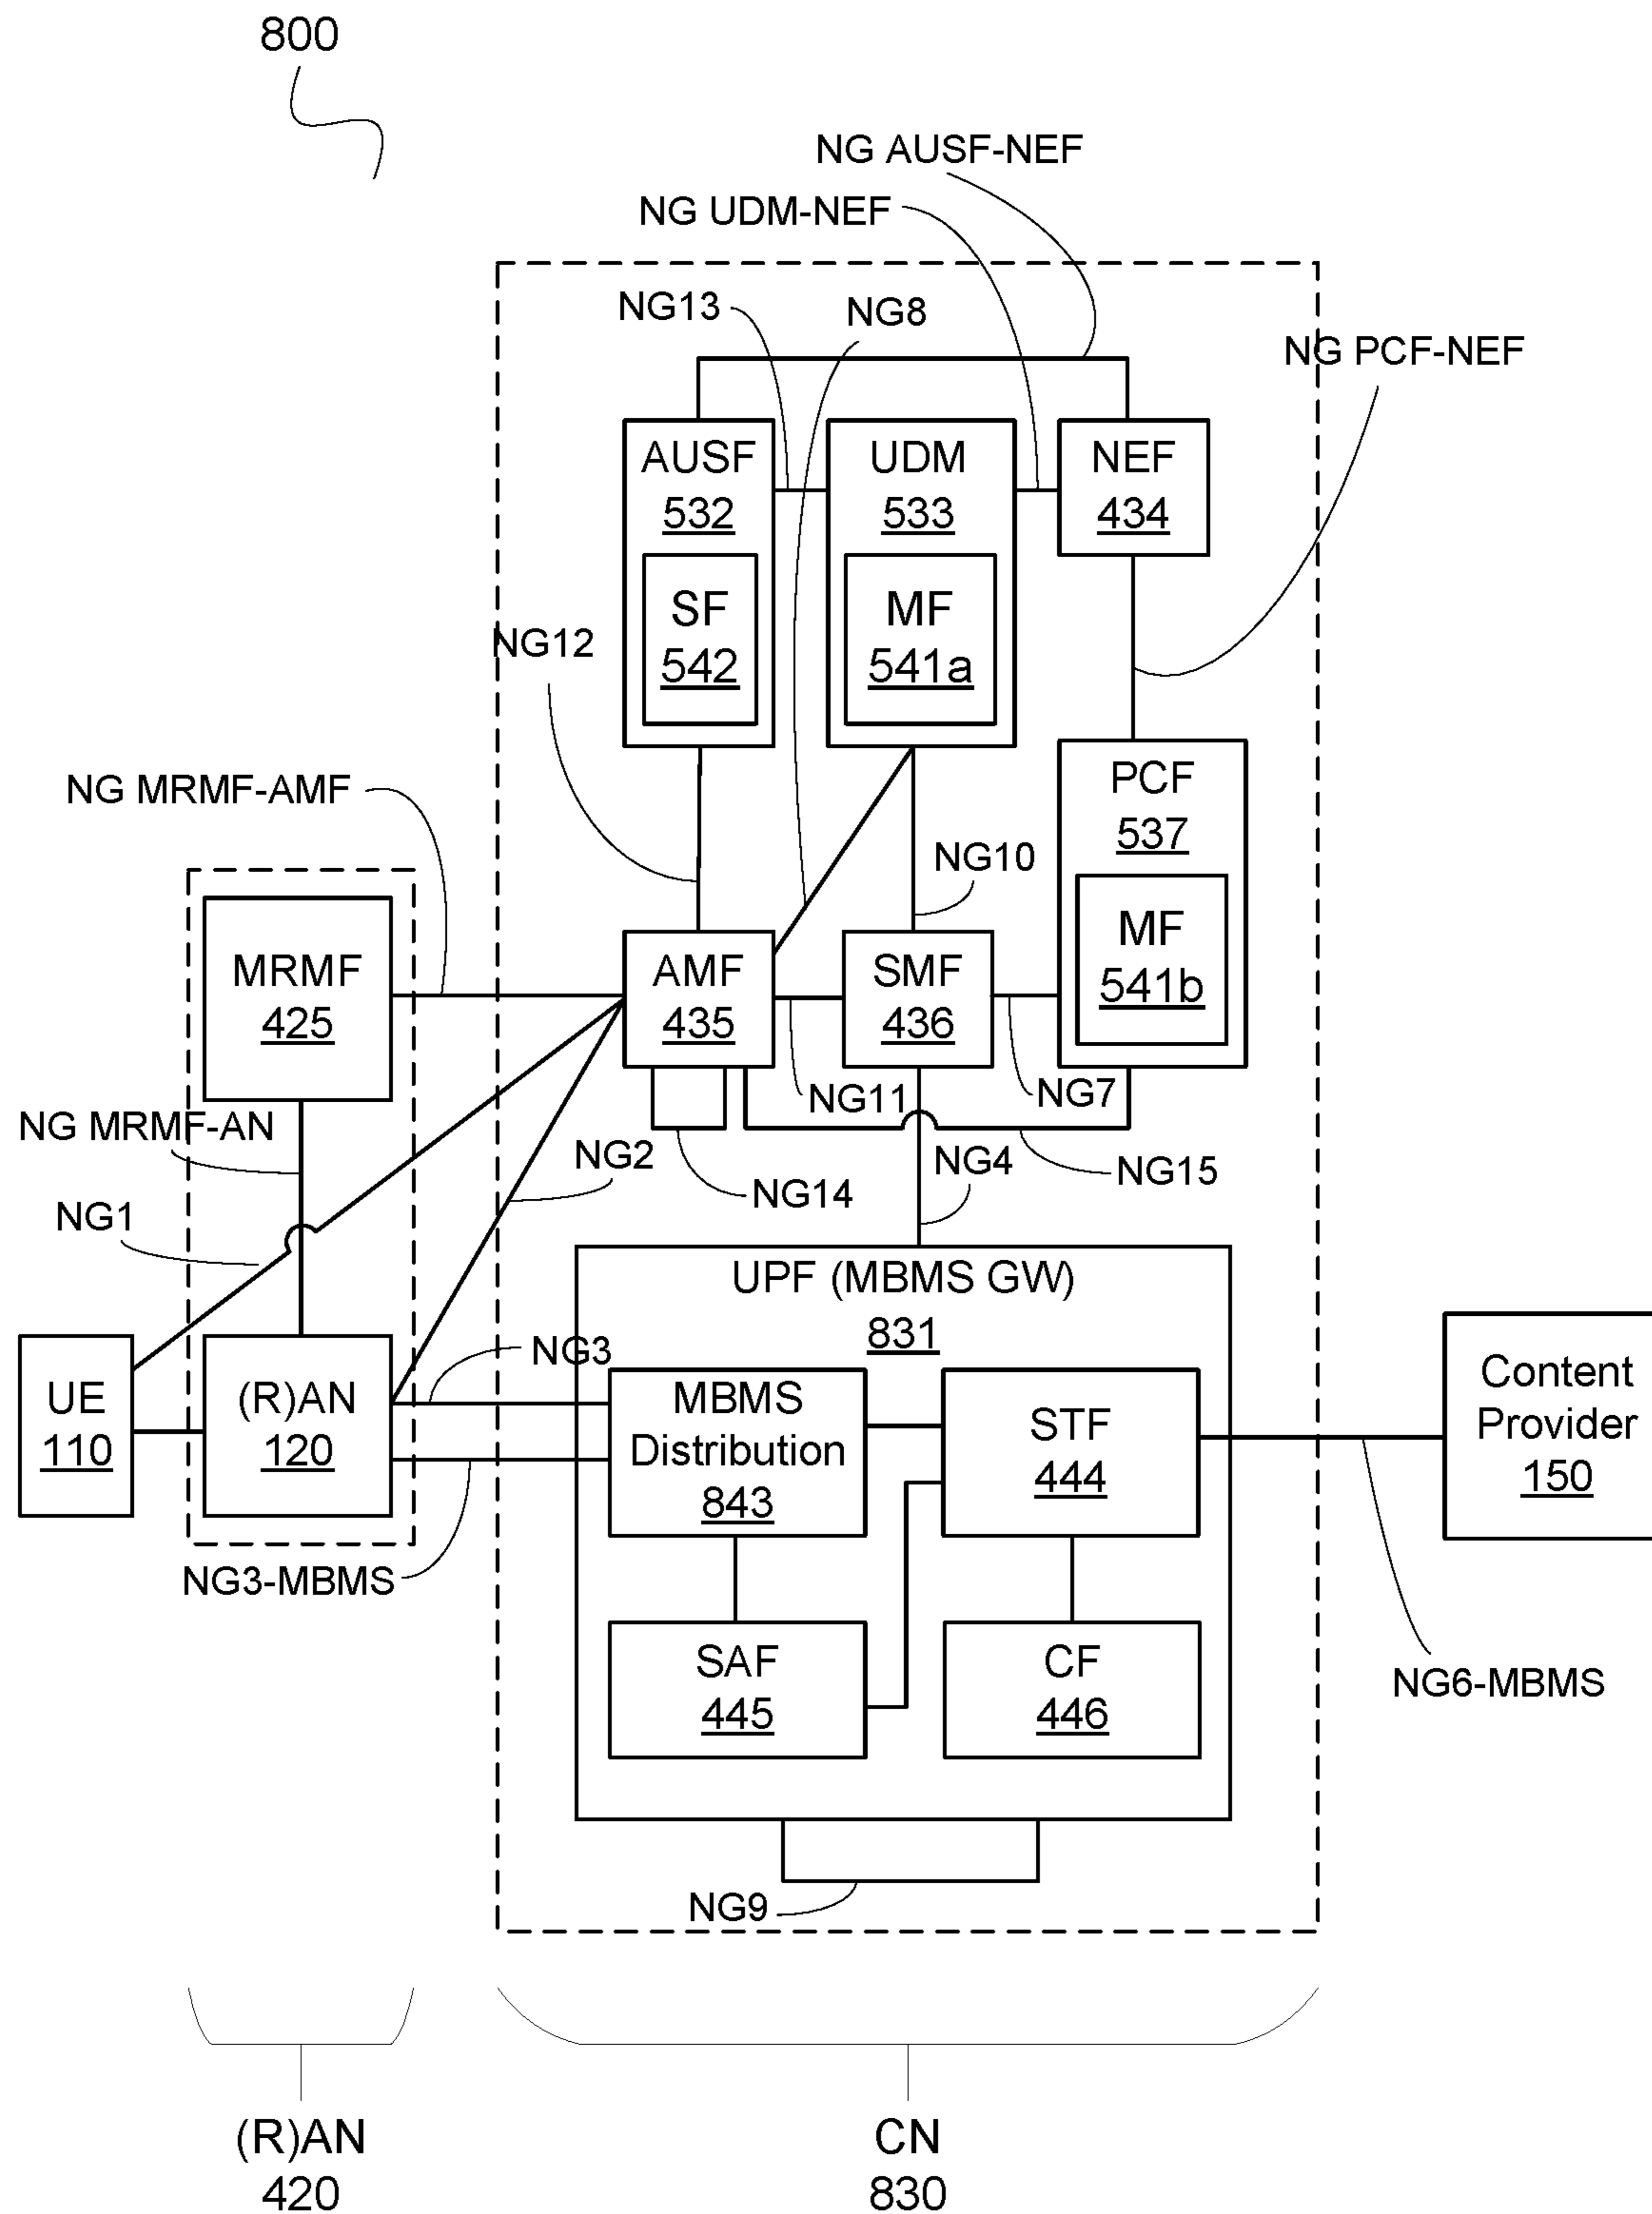 800
NG AUSF-NEF
NG UDM-NEF
NG13
NG8
NG PCF-NEF
AUSF
532
UDM
533
NEF
434
SF
542
MF
541a
NG12
NG MRMF-AMF
PCF
537
NG10
MF
541b
MRMF
425
AMF
435
SMF
436
NG11
NG7
NG MRMF-AN
NG2
NG4
NG15
NG14
NG1
UPF (MBMS GW)
831
NG3
UE
110
(R)AN
120
MBMS
Distribution
843
STF
444
Content
Provider
150
NG3-MBMS
SAF
445
CF
446
NG6-MBMS
NG9
(R)AN
420
CN
830